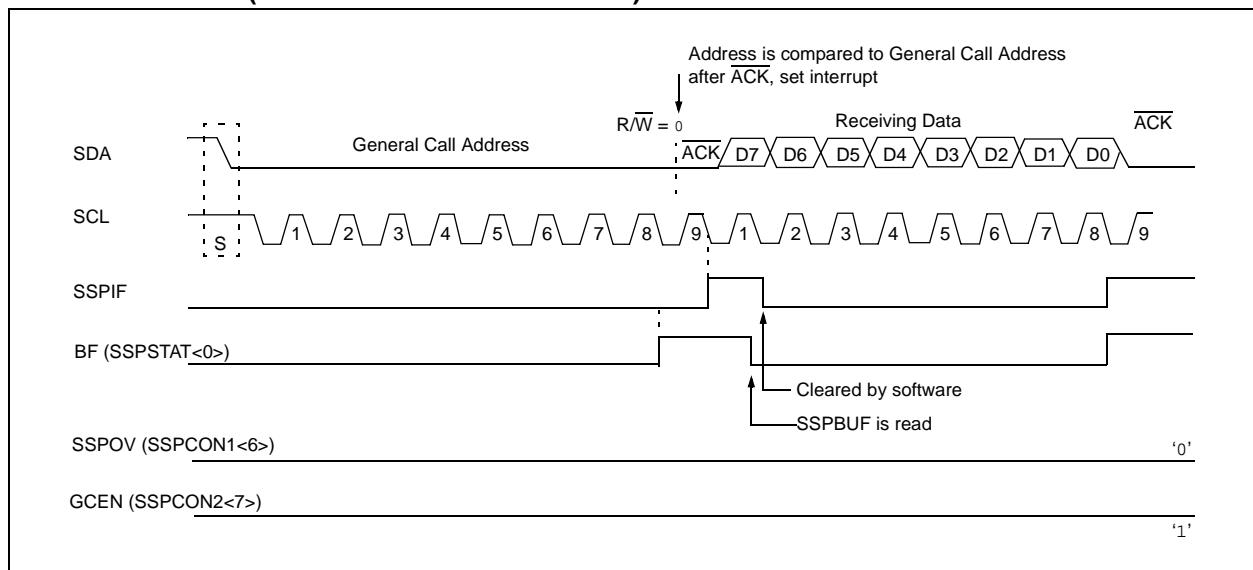 Address is compared to General Call Address
after ACK, set interrupt
R/W = 0
Receiving Data
ACK
SDA
General Call Address
ACK
D7
D6
D5
D4
D3
D2
D1
D0
SCL
S
1
2
3
4
5
6
7
8
9
1
2
3
4
5
6
7
8
9
SSPIF
BF (SSPSTAT<0>)
Cleared by software
SSPBUF is read
SSPOV (SSPCON1<6>)
‘0’
GCEN (SSPCON2<7>)
‘1’